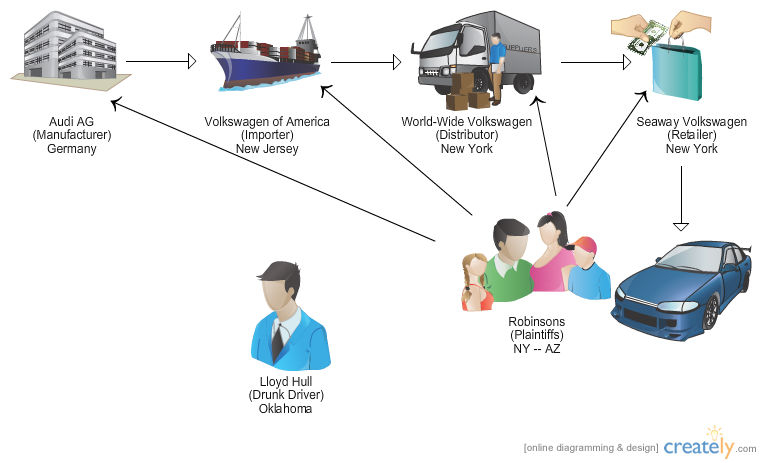 Audi AG
(Manufacturer)
Germany
Volkswagen of America
(Importer)
New Jersey
World-Wide Volkswagen
(Distributor)
New York
Seaway Volkswagen
(Retailer)
New York
Robinsons
(Plaintiffs)
NY -- AZ
Lloyd Hull
(Drunk Driver)
Oklahoma
[online diagramming & design] creately.com